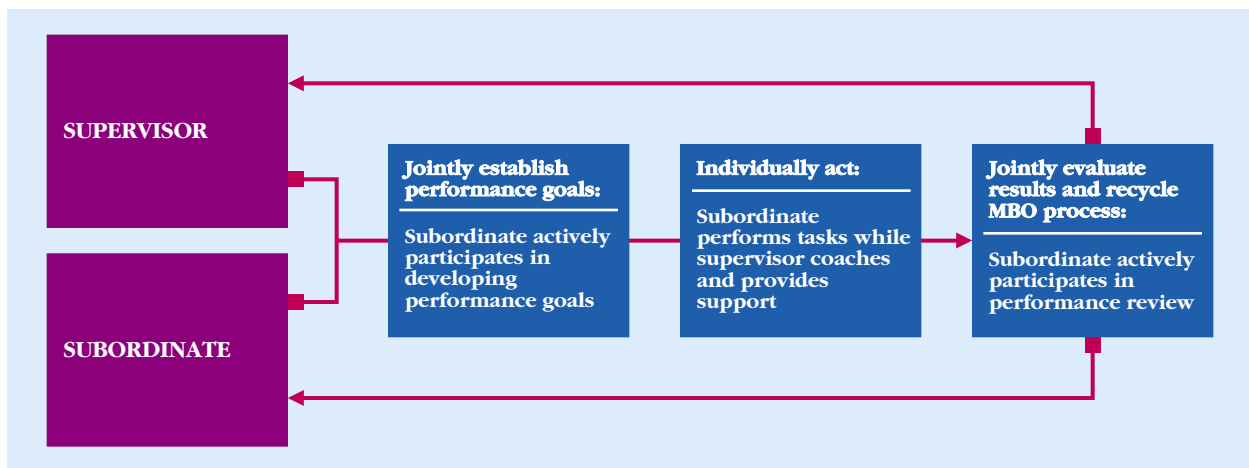 SUPERVISOR
SUBORDINATE
Jointly establish
performance goals:
Subordinate actively
participates in
developing
performance goals
Individually act:
Subordinate
performs tasks while
supervisor coaches
and provides
support
Jointly evaluate
results and recycle
MBO process:
Subordinate actively
participates in
performance review